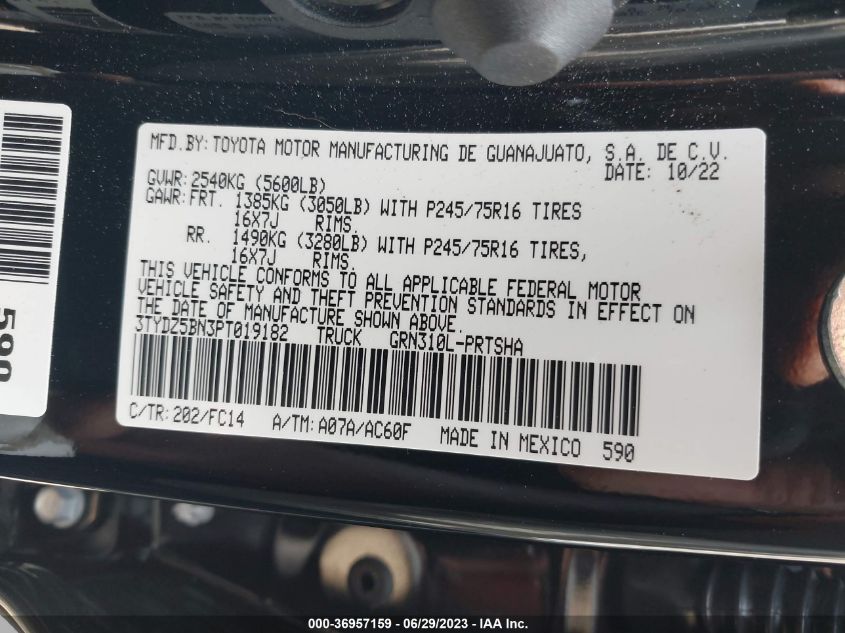 MFD.BY: TOYOTA MOTOR MANUFACTURING DE GUANAJUATO, S.A. DE C.V.
DATE: 10/22
GVWR: 2540KG (5600LB)
GAWR: FRT. 1385KG (3050LB) WITH P245/75R16 TIRES
16X7J RIMS.
RR. 1490KG (3280LB) WITH P245/75R16 TIRES,
16X7J RIMS.
THIS VEHICLE CONFORMS TO ALL APPLICABLE FEDERAL MOTOR
VEHICLE SAFETY AND THEFT PREVENTION STANDARDS IN EFFECT ON
THE DATE OF MANUFACTURE SHOWN ABOVE.
3TYDZ5BN3PT019182 TRUCK GRN310L-PRTSHA
C/TR: 202/FC14 A/TM: A07A/AC60F MADE IN MEXICO 590
590
000-36957159 - 06/29/2023 - IAA Inc.